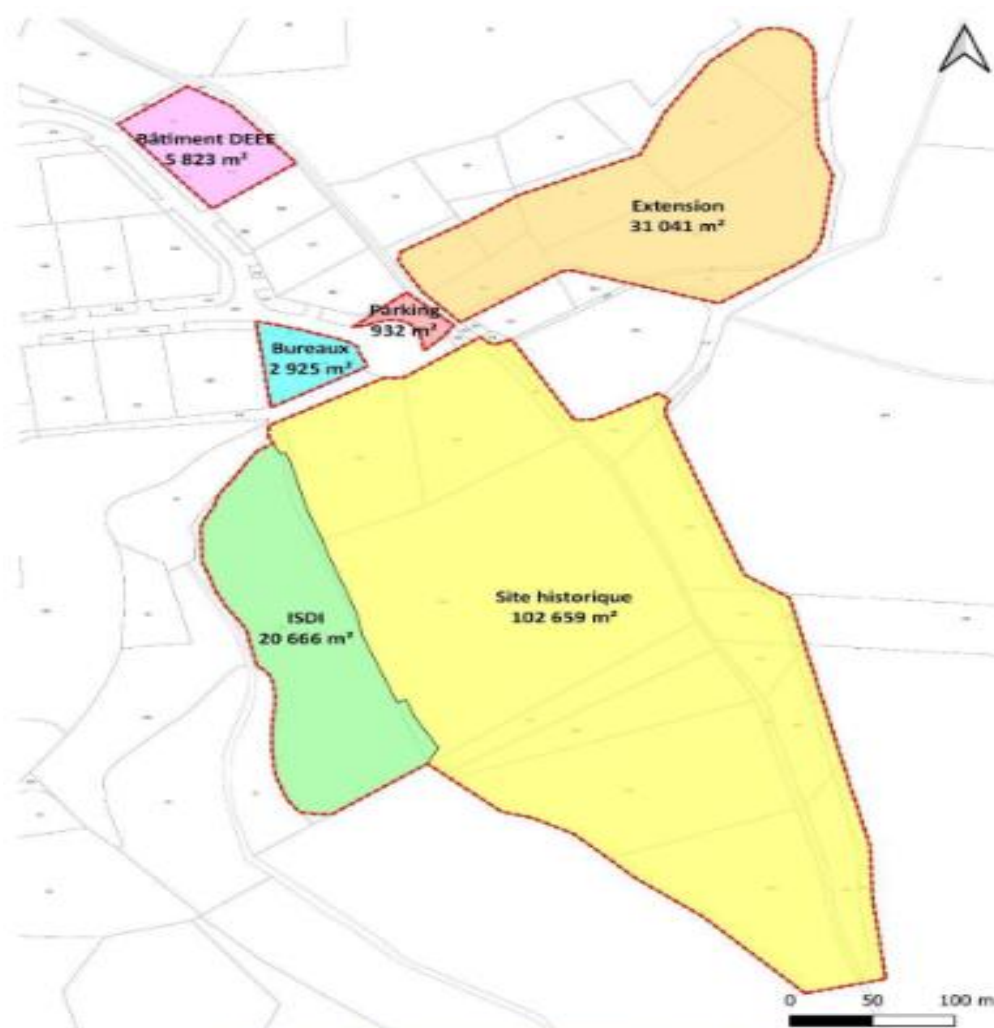 Bâtiment DEEE
5 823 m²
Extension
31 041 m²
Parking
932 m²
Bureaux
2 925 m²
Site historique
102 659 m²
ISDI
20 666 m²
0 50 100 m